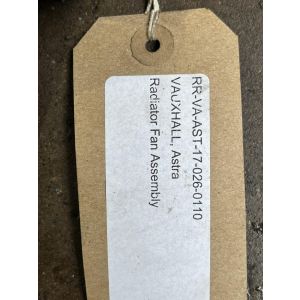 RR-VA-AST-17-026-0110
VAUXHALL, Astra
Radiator Fan Assembly